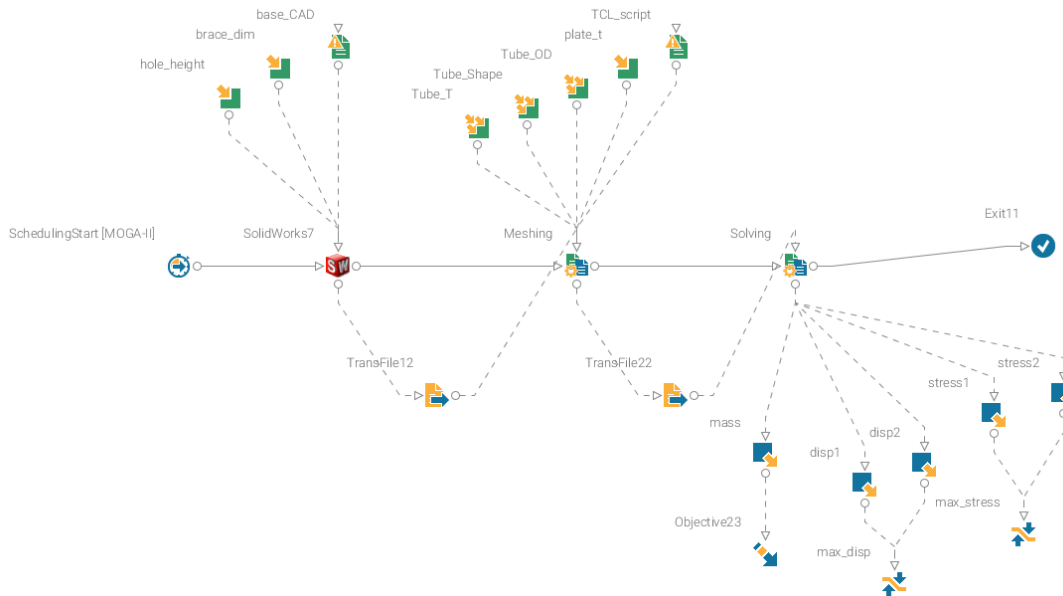 base_CAD
TCL_script
brace_dim
plate_t
Tube_OD
hole_height
Tube_Shape
Tube_T
SchedulingStart [MOGA-II]
SolidWorks7
Meshing
Solving
Exit11
TransFile12
TransFile22
stress2
stress1
mass
disp2
disp1
max_stress
Objective23
max_disp
SW